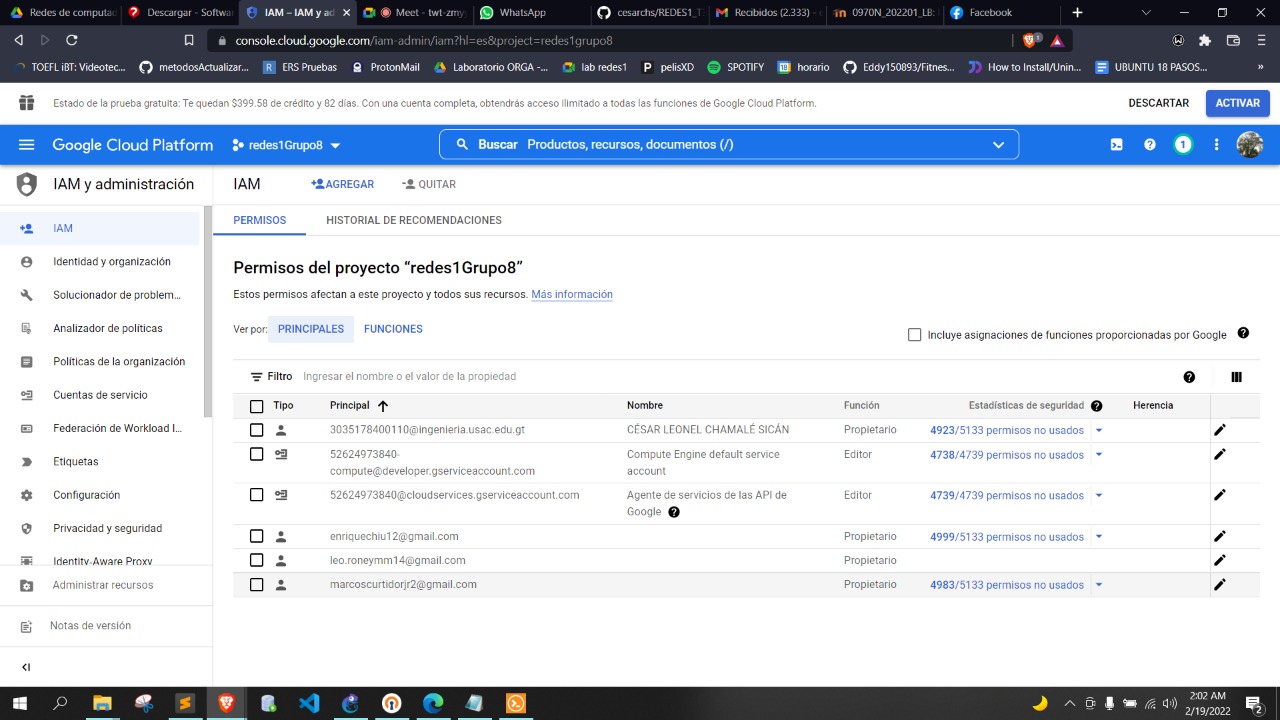 Redes de computad
Descargar - Softwar
IAM – IAM y ad
Meet - twt-zmy
WhatsApp
cesarchs/REDES1_T
Recibidos (2.333) -
0970N_202201_LB:
Facebook
console.cloud.google.com/iam-admin/iam?hl=es&project=redes1grupo8
TOEFL iBT: Videotec...
metodosActualizar...
ERS Pruebas
ProtonMail
Laboratorio ORGA -...
lab redes1
pelisXD
SPOTIFY
horario
Eddy150893/Fitnes...
How to Install/Unin...
UBUNTU 18 PASOS...
»
Estado de la prueba gratuita: Te quedan $399.58 de crédito y 82 días. Con una cuenta completa, obtendrás acceso ilimitado a todas las funciones de Google Cloud Platform.
DESCARTAR
ACTIVAR
Google Cloud Platform
redes1Grupo8
Buscar Productos, recursos, documentos (/)
1
IAM y administración
IAM
AGREGAR
QUITAR
IAM
Identidad y organización
Solucionador de problem...
Analizador de políticas
Políticas de la organización
Cuentas de servicio
Federación de Workload I...
Etiquetas
Configuración
Privacidad y seguridad
Identity-Aware Proxy
Administrar recursos
Notas de versión
PERMISOS
HISTORIAL DE RECOMENDACIONES
Permisos del proyecto “redes1Grupo8”
Estos permisos afectan a este proyecto y todos sus recursos. Más información
Ver por: PRINCIPALES FUNCIONES
Incluye asignaciones de funciones proporcionadas por Google
Filtro Ingresar el nombre o el valor de la propiedad
Tipo Principal Nombre Función Estadísticas de seguridad Herencia
3035178400110@ingenieria.usac.edu.gt CÉSAR LEONEL CHAMALÉ SICÁN Propietario 4923/5133 permisos no usados
52624973840- Compute Engine default service Editor 4738/4739 permisos no usados
compute@developer.gserviceaccount.com account
52624973840@cloudservices.gserviceaccount.com Agente de servicios de las API de Editor 4739/4739 permisos no usados
Google
enriquechiu12@gmail.com Propietario 4999/5133 permisos no usados
leo.roneymm14@gmail.com Propietario
marcoscurtidorjr2@gmail.com Propietario 4983/5133 permisos no usados
2:02 AM
2/19/2022
2